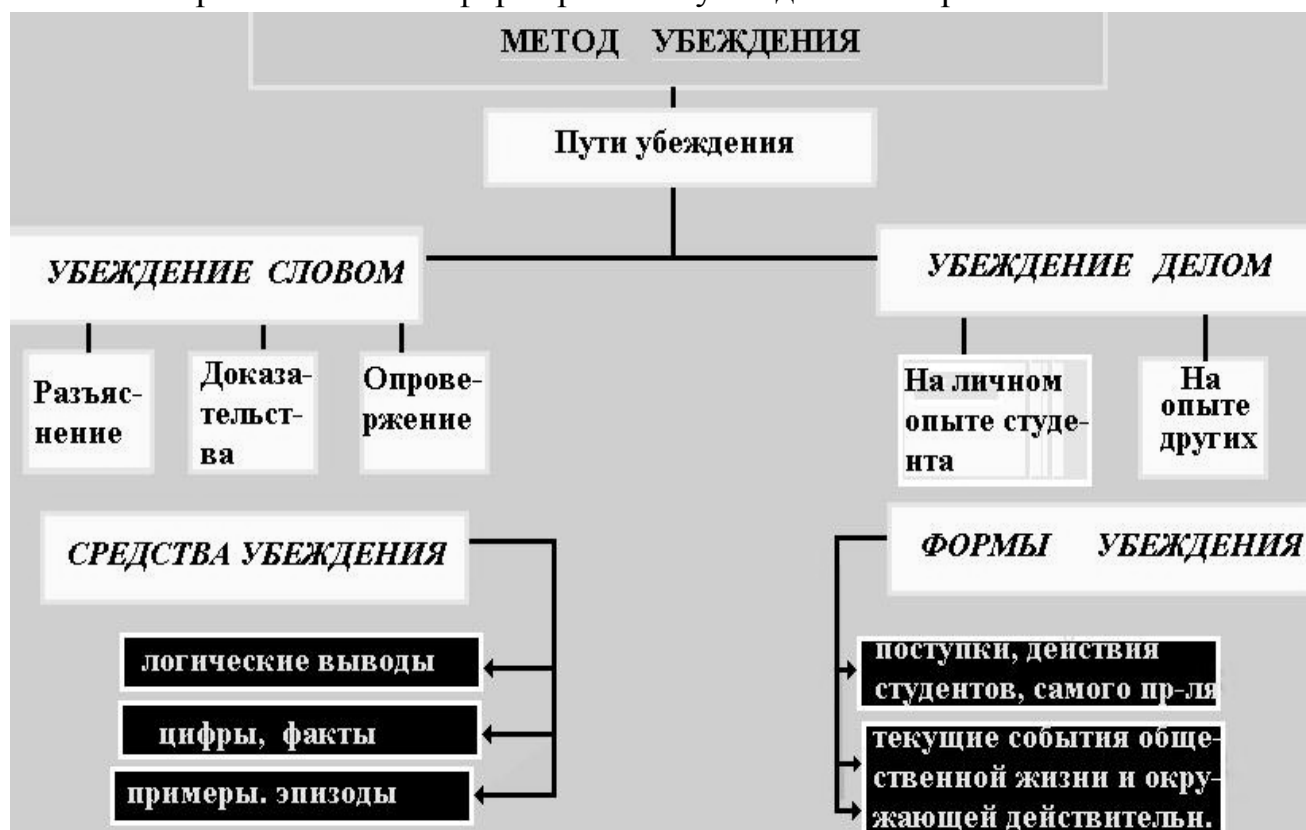 МЕТОД УБЕЖДЕНИЯ
Пути убеждения
УБЕЖДЕНИЕ СЛОВОМ
УБЕЖДЕНИЕ ДЕЛОМ
Разъяс-
нение
Доказа-
тельст-
ва
Опрове-
ржение
На личном
опыте студе-
нта
На
опыте
других
СРЕДСТВА УБЕЖДЕНИЯ
логические выводы
цифры, факты
примеры. эпизоды
ФОРМЫ УБЕЖДЕНИЯ
поступки, действия
студентов, самого пр-ля
текущие события обще-
ственной жизни и окру-
жающей действительн.